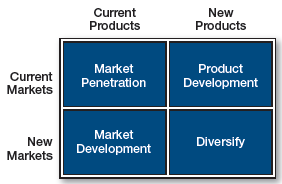 Current
Products
New
Products
Current
Markets
Market
Penetration
Product
Development
New
Markets
Market
Development
Diversify